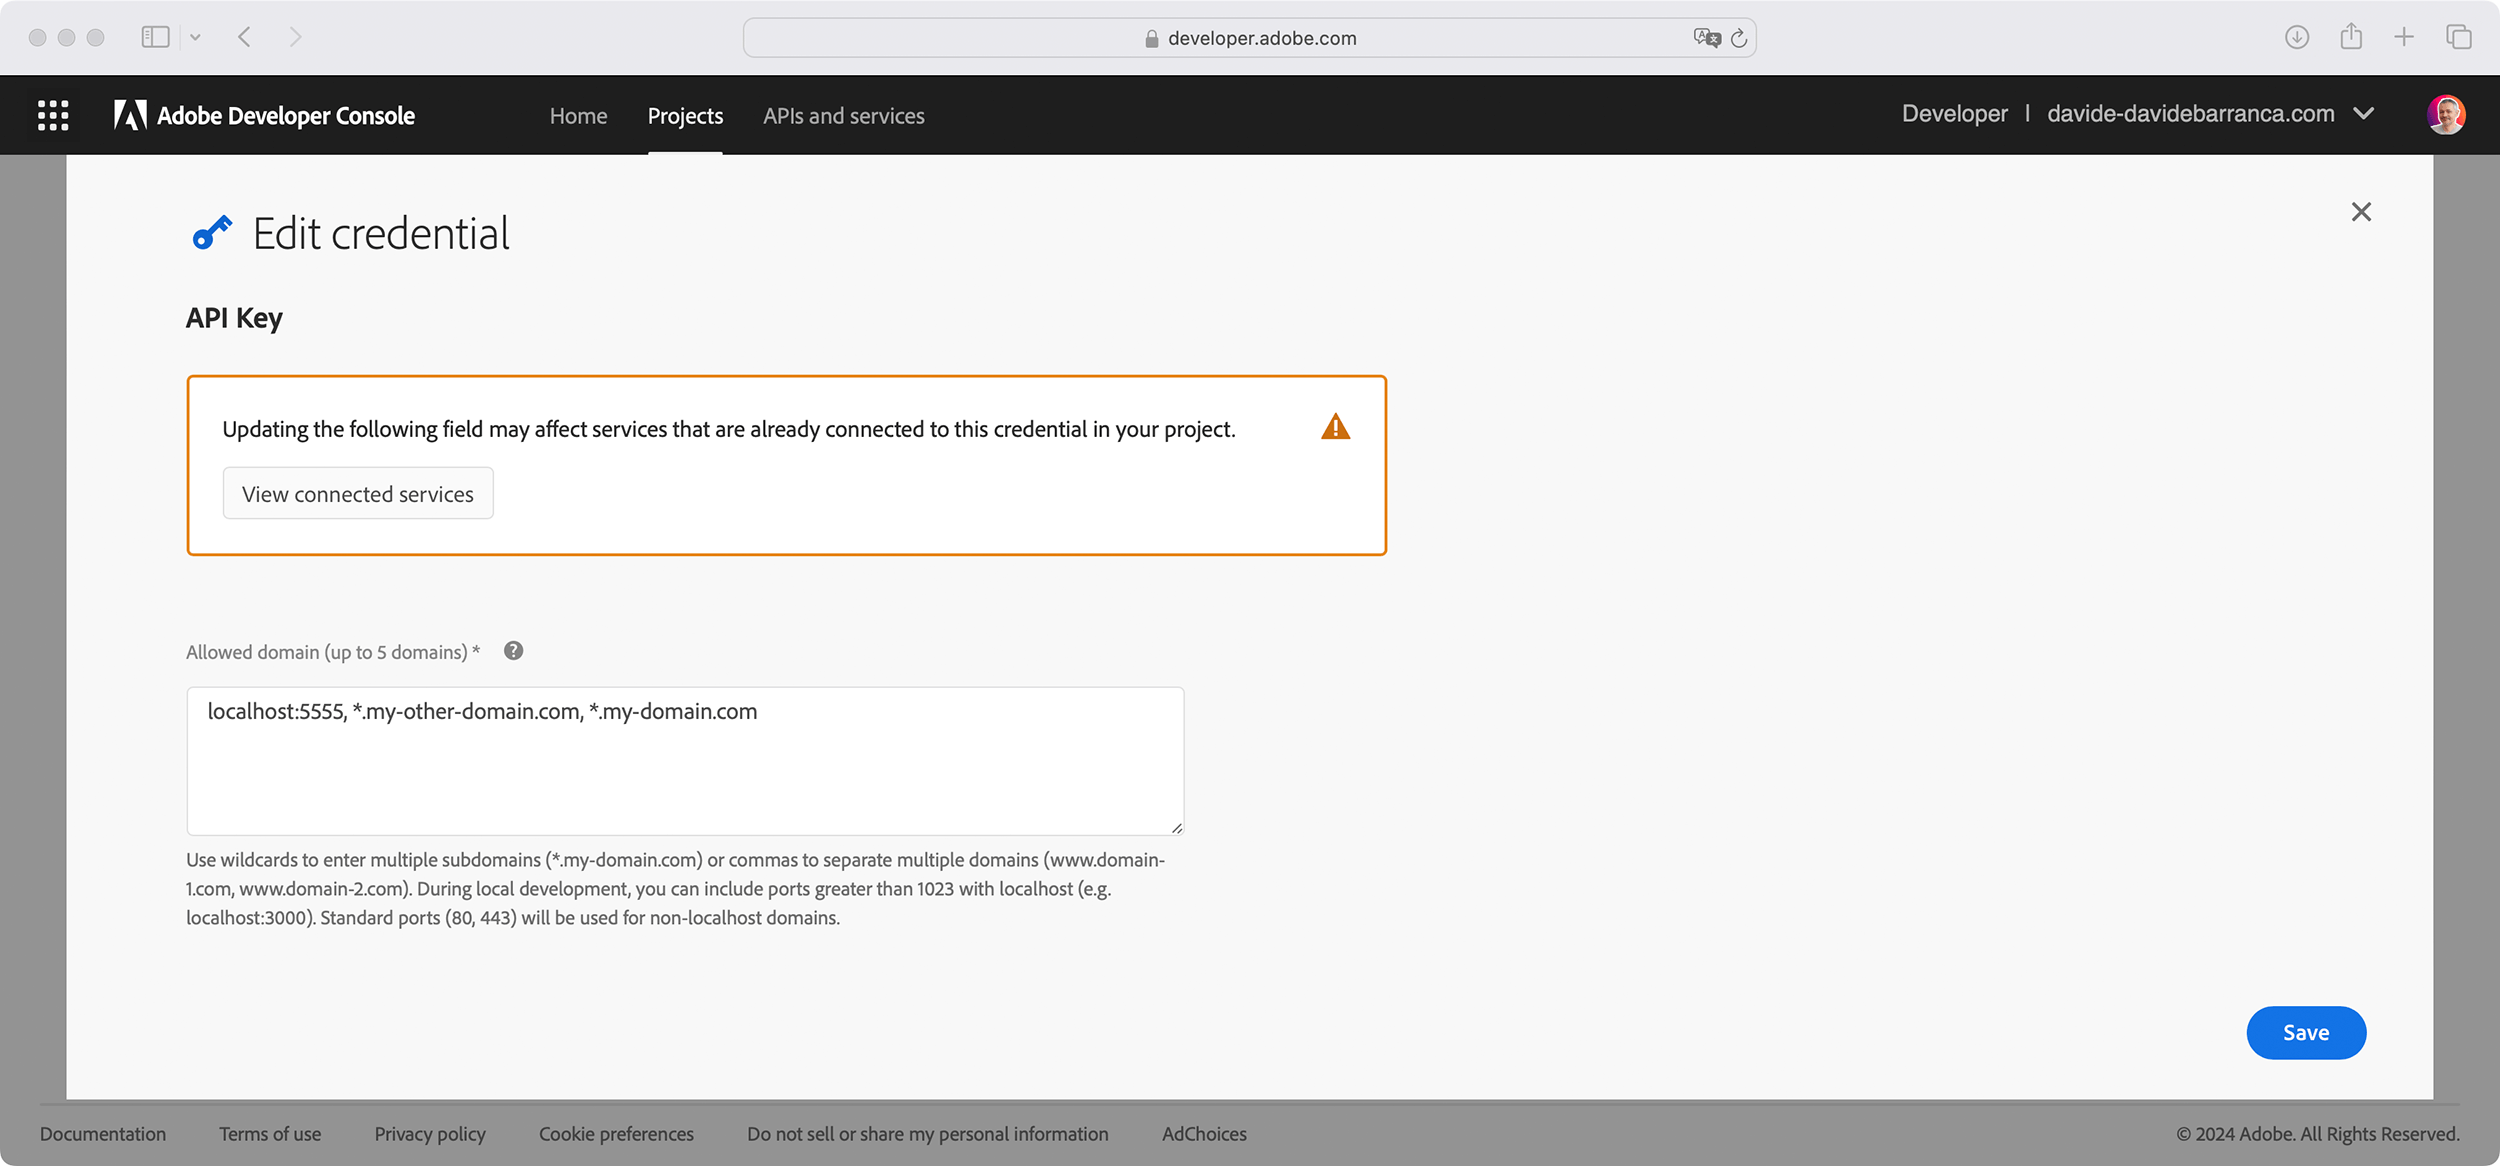 developer.adobe.com
Adobe Developer Console
Home
Projects
APIs and services
Developer | davide-davidebarranca.com
Edit credential
API Key
Updating the following field may affect services that are already connected to this credential in your project.
View connected services
Allowed domain (up to 5 domains) *
localhost:5555, *.my-other-domain.com, *.my-domain.com
Use wildcards to enter multiple subdomains (*.my-domain.com) or commas to separate multiple domains (www.domain-
1.com, www.domain-2.com). During local development, you can include ports greater than 1023 with localhost (e.g.
localhost:3000). Standard ports (80, 443) will be used for non-localhost domains.
Save
Documentation
Terms of use
Privacy policy
Cookie preferences
Do not sell or share my personal information
AdChoices
© 2024 Adobe. All Rights Reserved.